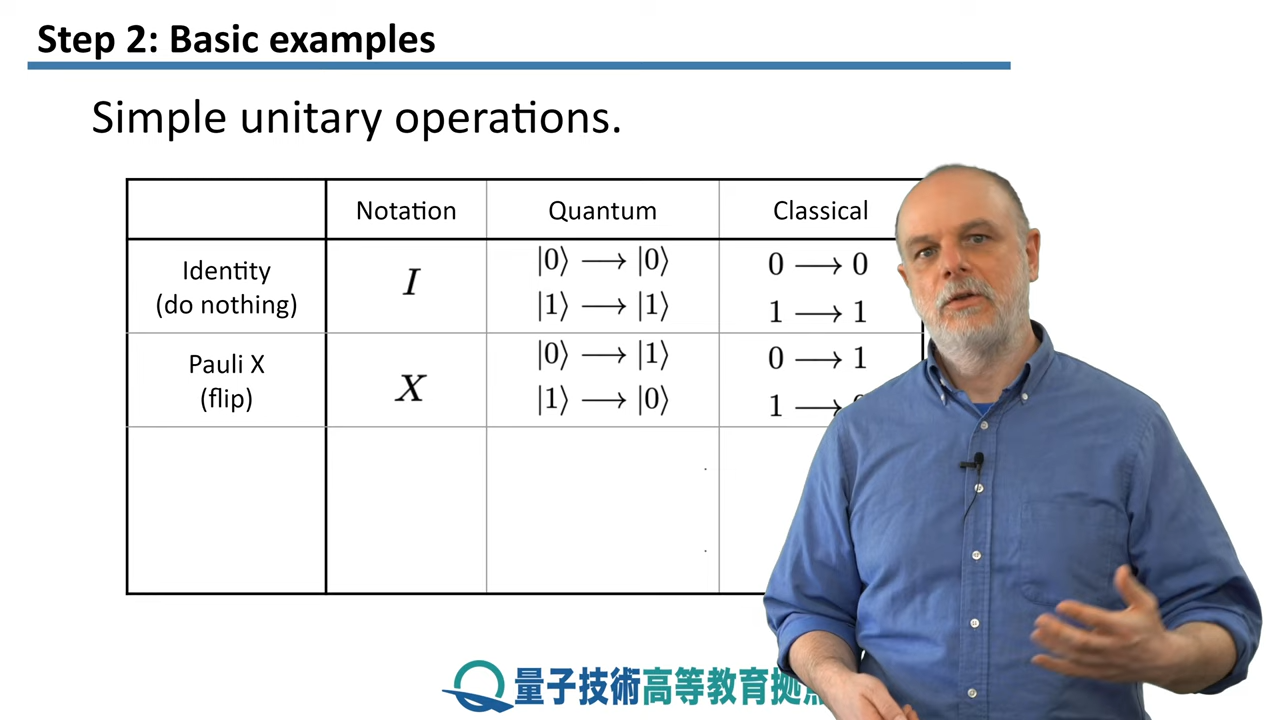 Step 2: Basic examples
Simple unitary operations.
Notation Quantum Classical
Identity
(do nothing)
I
|0⟩ ⟶ |0⟩
|1⟩ ⟶ |1⟩
0 ⟶ 0
1 ⟶ 1
Pauli X
(flip)
X
|0⟩ ⟶ |1⟩
|1⟩ ⟶ |0⟩
0 ⟶ 1
1 ⟶
量子技術高等教育拠